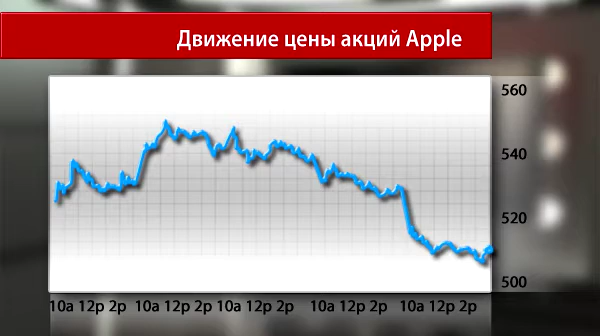 Движение цены акций Apple
560
540
520
500
10a 12p 2p 10a 12p 2p 10a 12p 2p 10a 12p 2p 10a 12p 2p